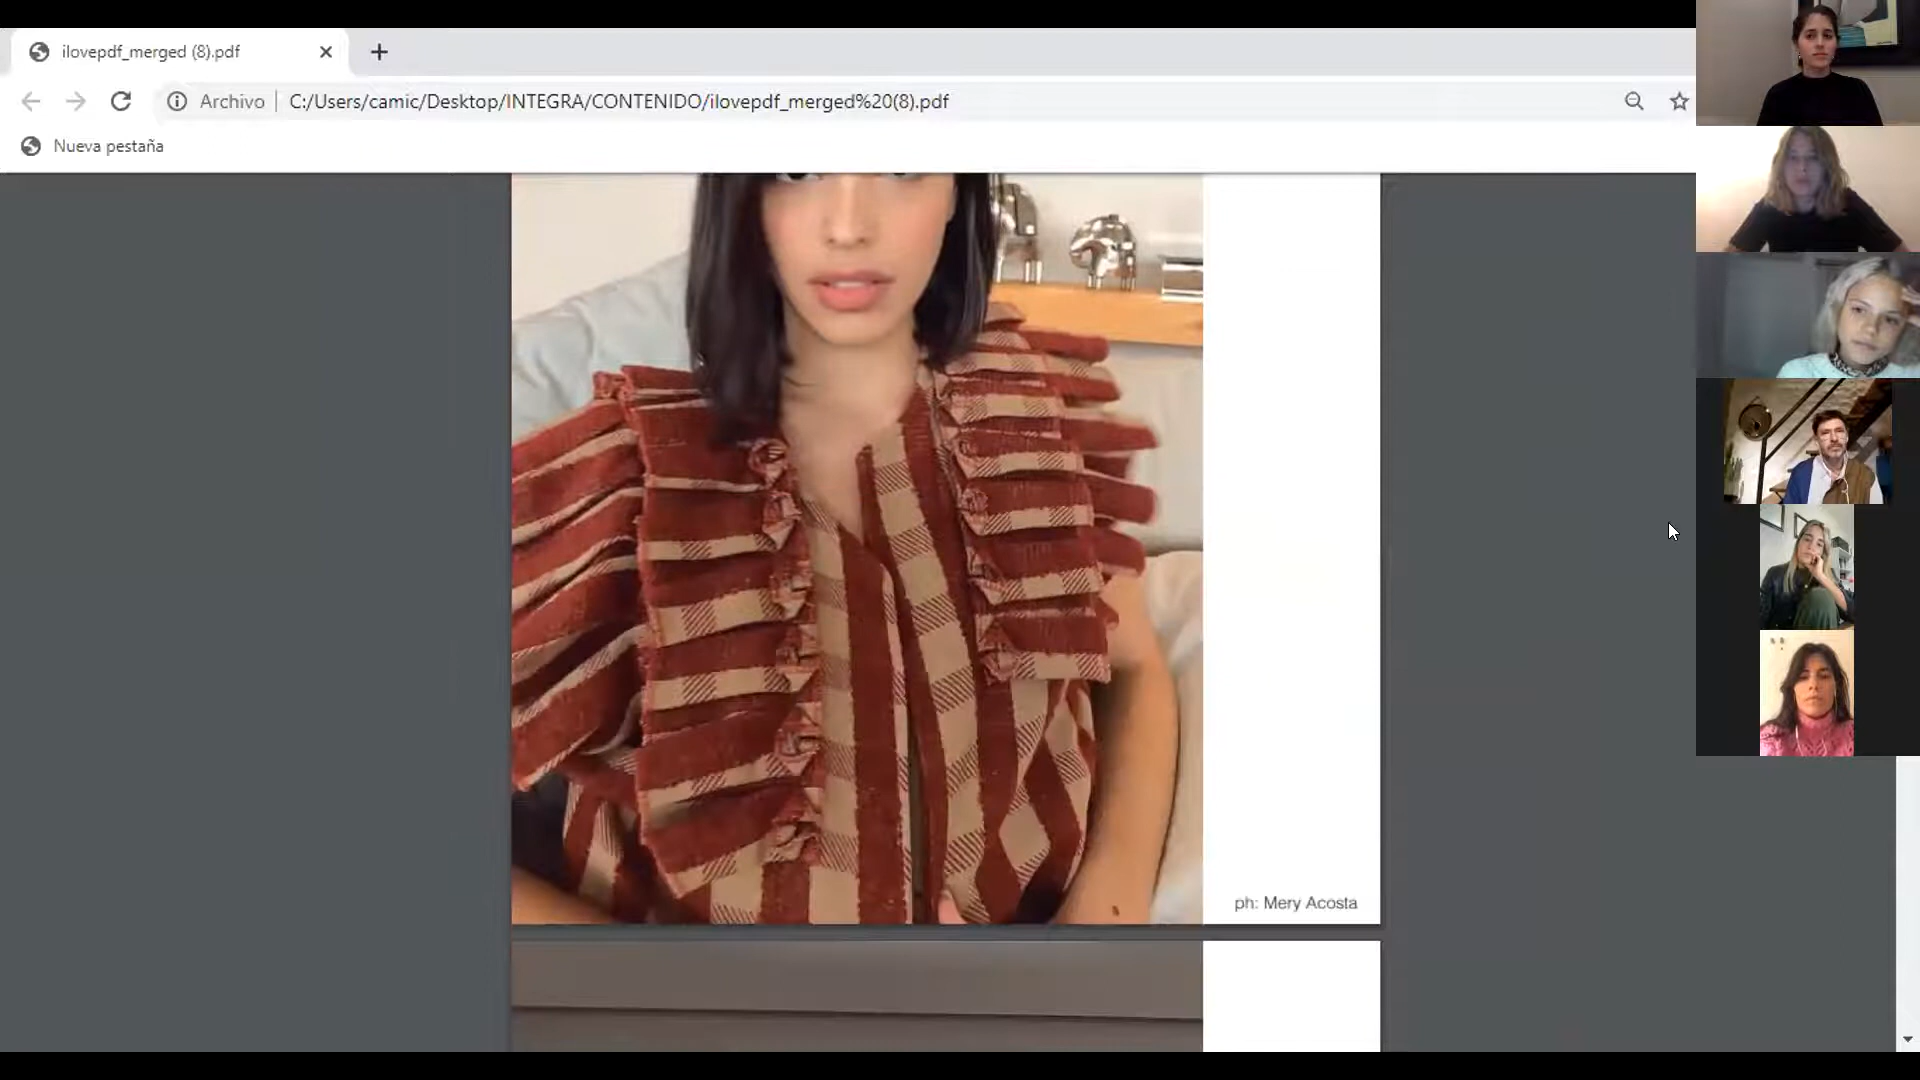 ilovepdf_merged (8).pdf
Archivo
C:/Users/camic/Desktop/INTEGRA/CONTENIDO/ilovepdf_merged%20(8).pdf
Nueva pestaña
ph: Mery Acosta